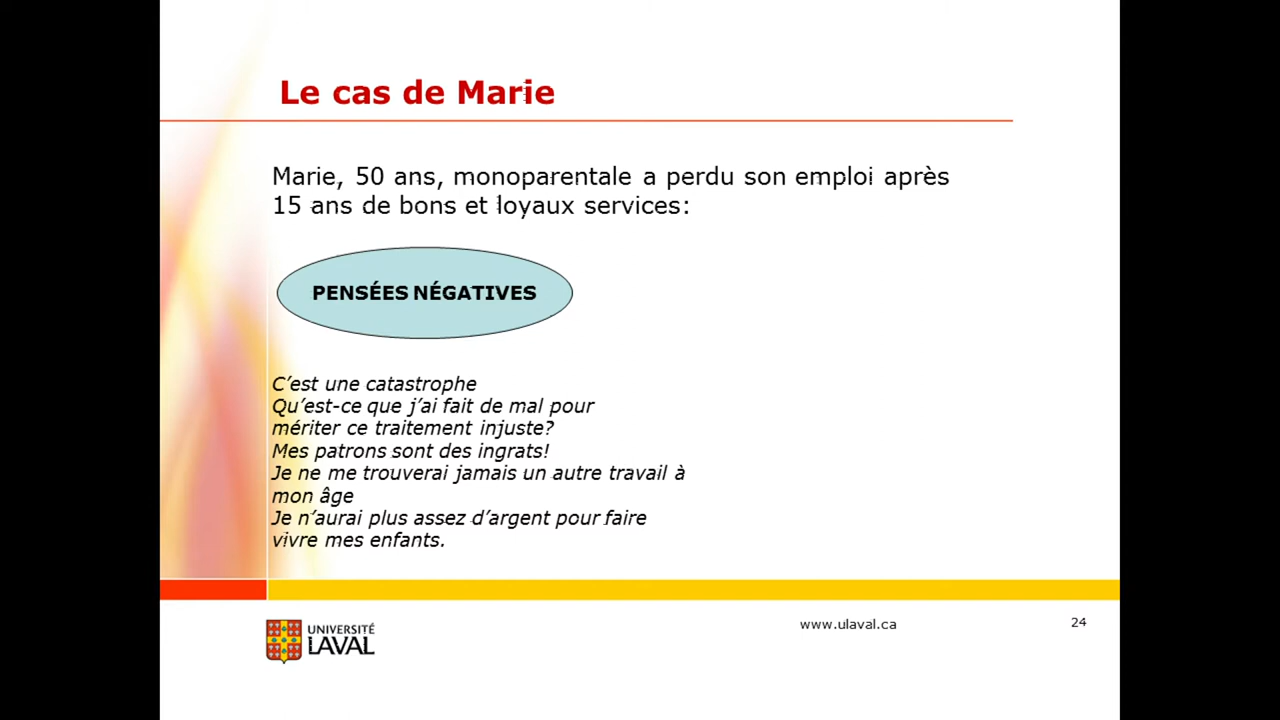 Le cas de Marie
Marie, 50 ans, monoparentale a perdu son emploi après
15 ans de bons et loyaux services:
PENSÉES NÉGATIVES
C’est une catastrophe
Qu’est-ce que j’ai fait de mal pour
mériter ce traitement injuste?
Mes patrons sont des ingrats!
Je ne me trouverai jamais un autre travail à
mon âge
Je n’aurai plus assez d’argent pour faire
vivre mes enfants.
UNIVERSITÉ
LAVAL
www.ulaval.ca
24